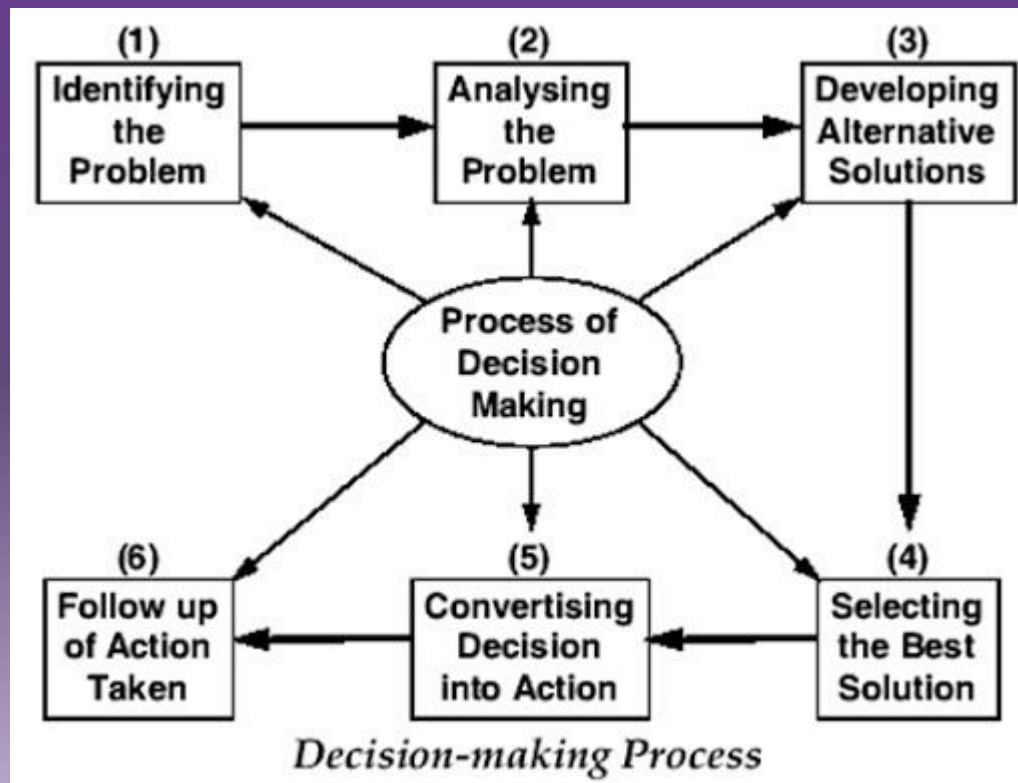 (1)
Identifying
the
Problem
(2)
Analysing
the
Problem
(3)
Developing
Alternative
Solutions
Process of
Decision
Making
(6)
Follow up
of Action
Taken
(5)
Convertising
Decision
into Action
(4)
Selecting
the Best
Solution
Decision-making Process